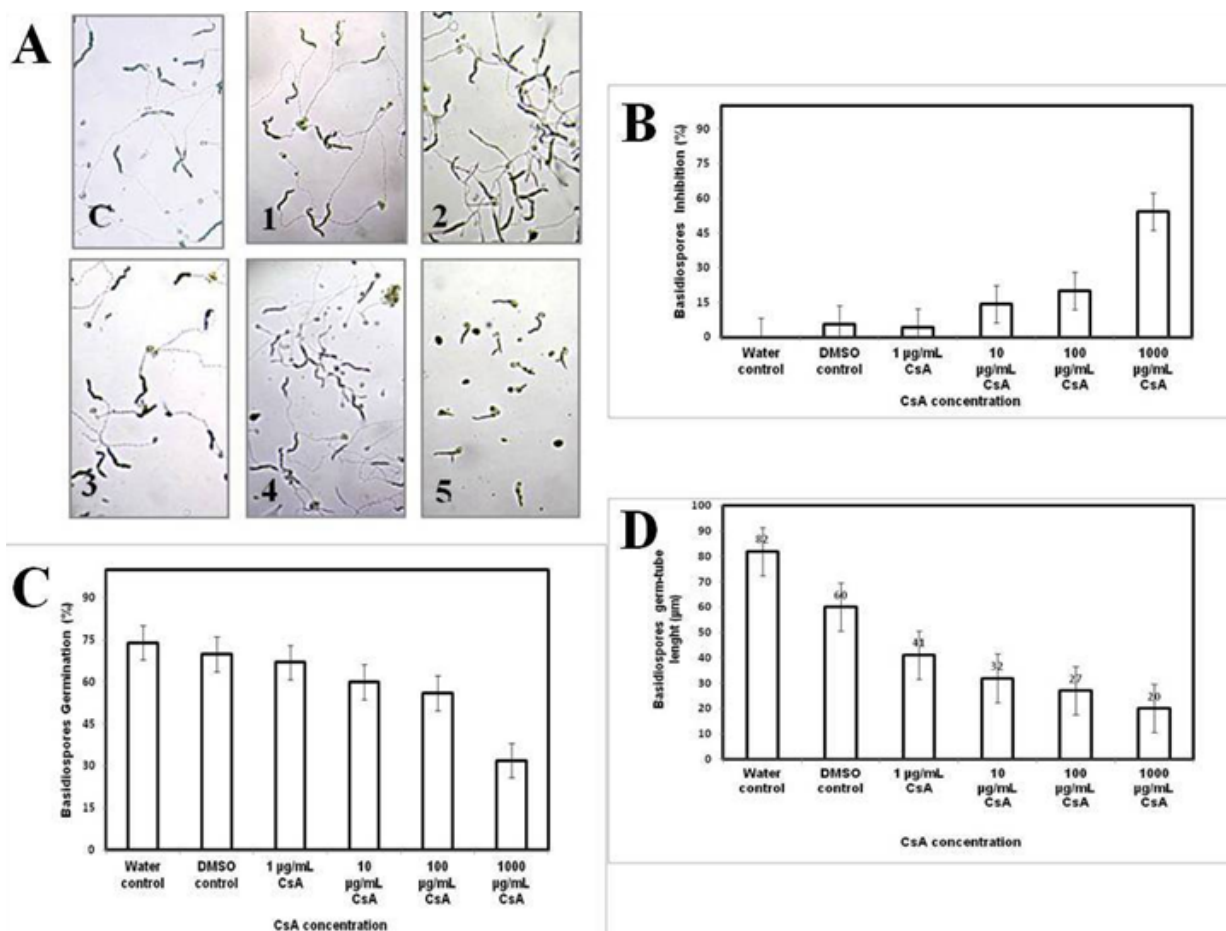 A
C
1
2
3
4
5
B
Basidiospores Inhibition (%)
90
75
60
45
30
15
0
Water control
DMSO control
1 µg/mL CsA
10 µg/mL CsA
100 µg/mL CsA
1000 µg/mL CsA
CsA concentration
C
Basidiospores Germination (%)
90
75
60
45
30
15
0
Water control
DMSO control
1 µg/mL CsA
10 µg/mL CsA
100 µg/mL CsA
1000 µg/mL CsA
CsA concentration
D
Basidiospores germ-tube
lenght (µm)
100
90
80
70
60
50
40
30
20
10
0
82
60
41
32
27
20
Water control
DMSO control
1 µg/mL CsA
10 µg/mL CsA
100 µg/mL CsA
1000 µg/mL CsA
CsA concentration